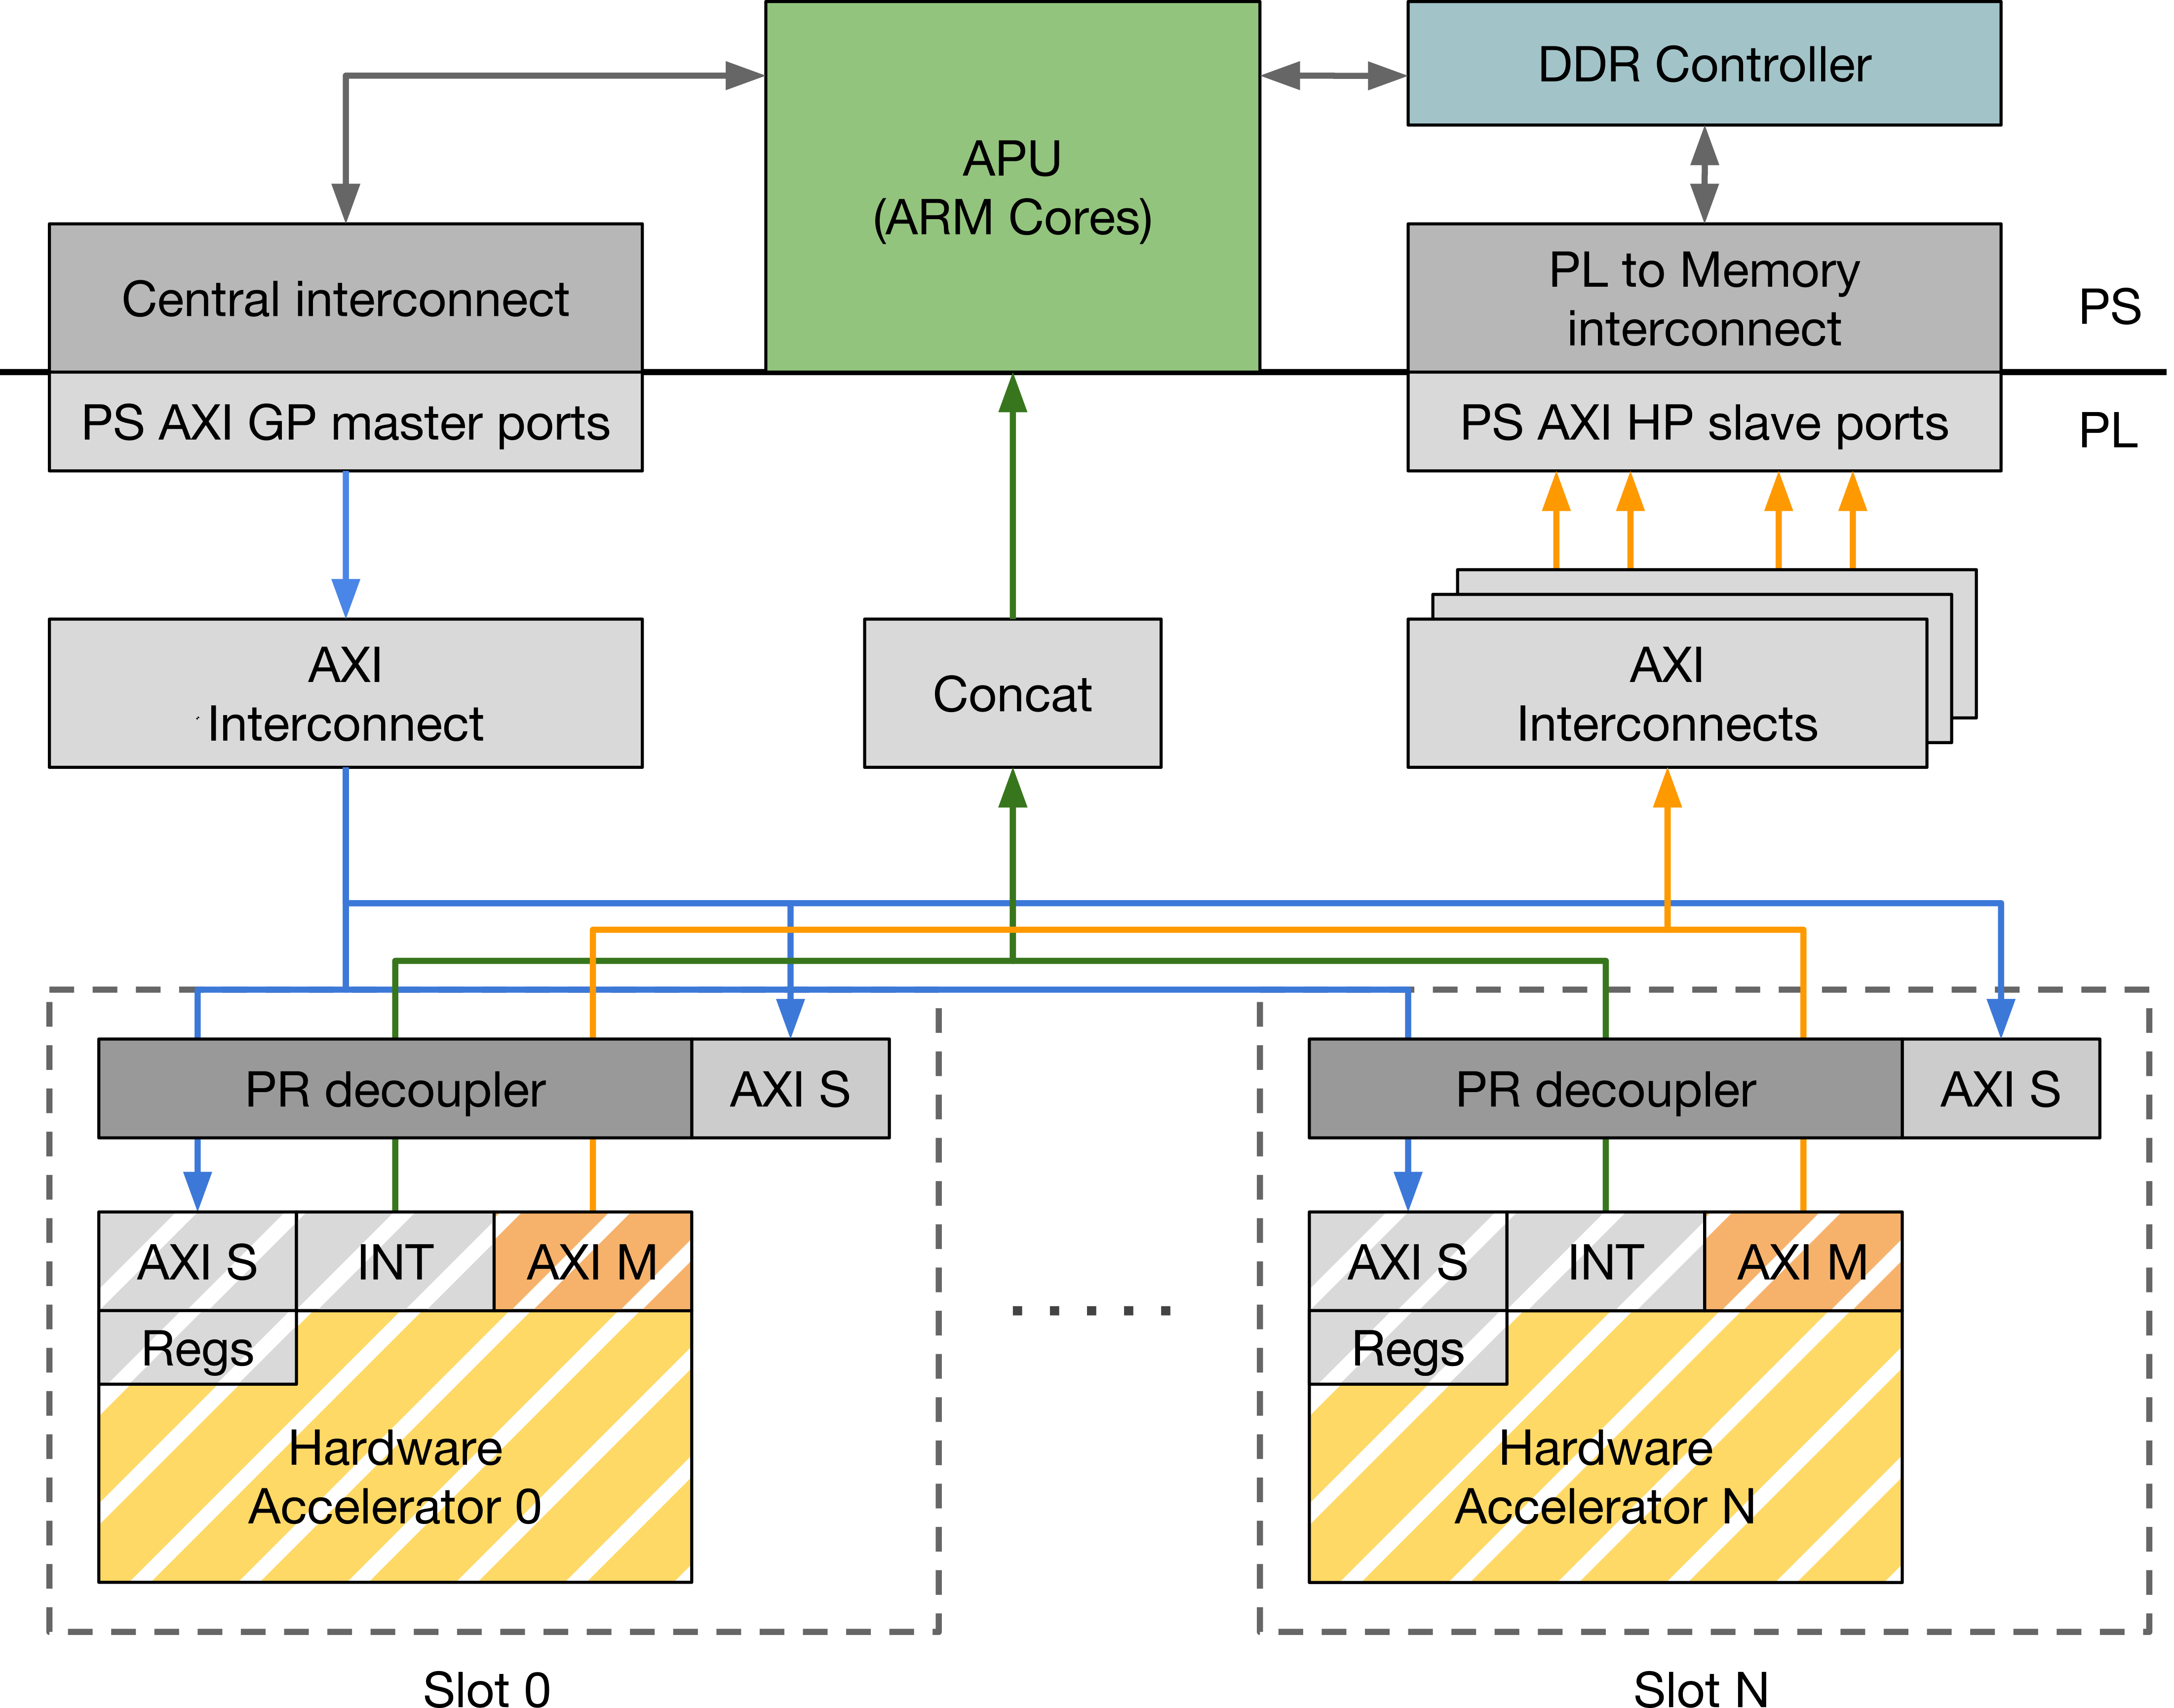 DDR Controller
APU
(ARM Cores)
Central interconnect
PL to Memory
interconnect
PS
PS AXI GP master ports
PS AXI HP slave ports
PL
AXI
Interconnect
Concat
AXI
Interconnects
PR decoupler
AXI S
PR decoupler
AXI S
AXI S
INT
AXI M
AXI S
INT
AXI M
Regs
Regs
Hardware
Accelerator 0
Hardware
Accelerator N
Slot 0
Slot N